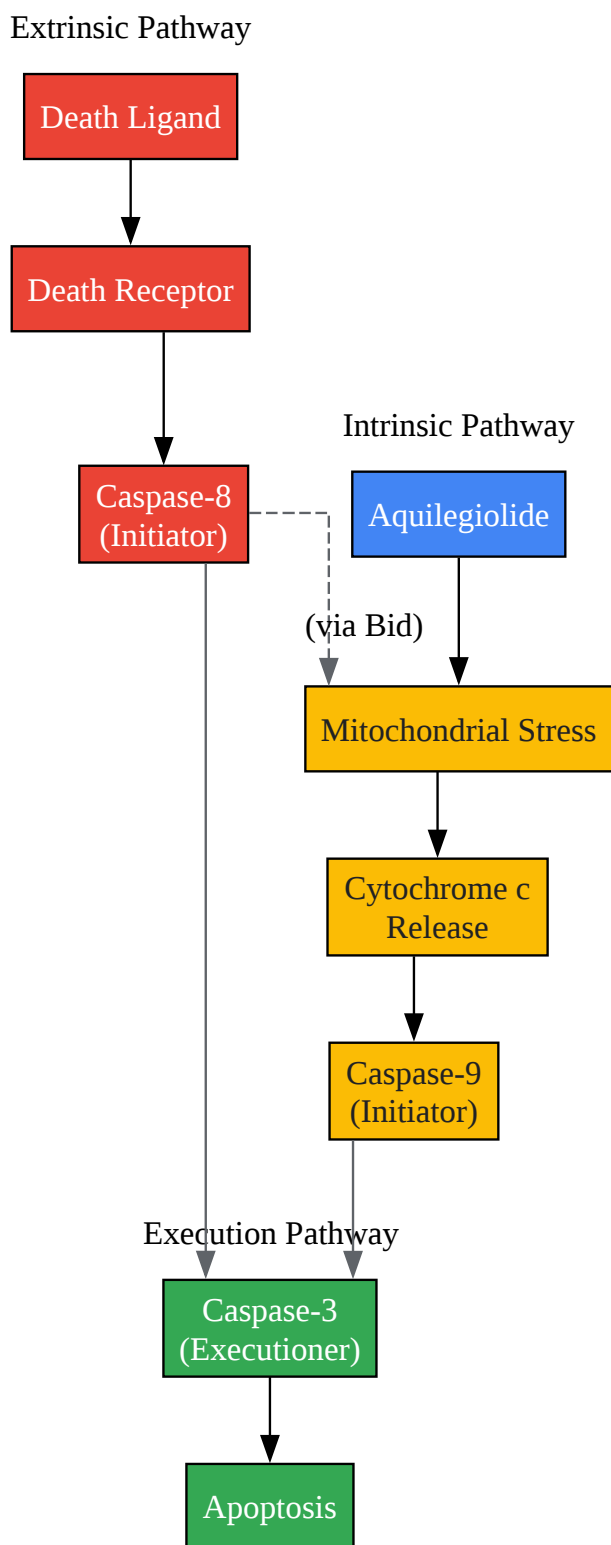 Extrinsic Pathway
Death Ligand
Death Receptor
Intrinsic Pathway
Caspase-8
(Initiator)
Aquilegiolide
(via Bid)
Mitochondrial Stress
Cytochrome c
Release
Caspase-9
(Initiator)
Execution Pathway
Caspase-3
(Executioner)
Apoptosis